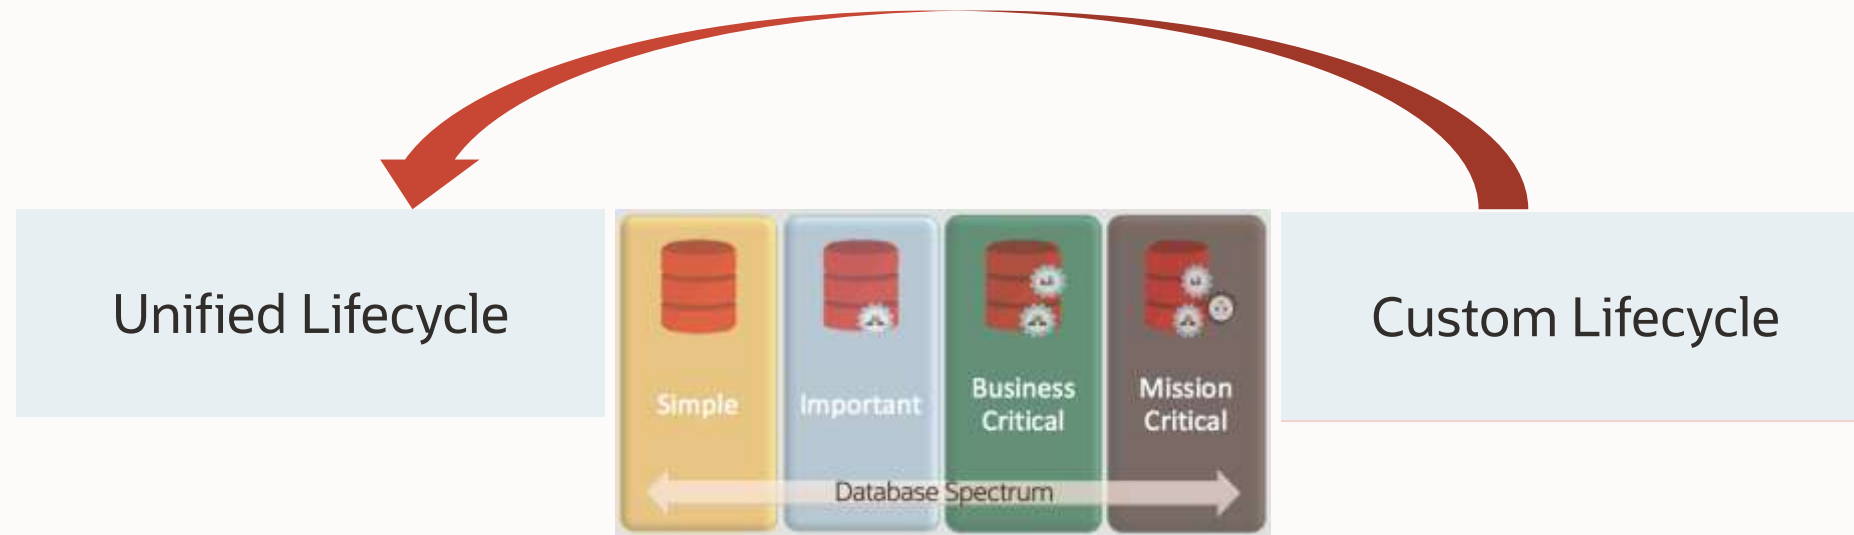 Unified Lifecycle
Simple
Important
Business
Critical
Mission
Critical
Database Spectrum
Custom Lifecycle